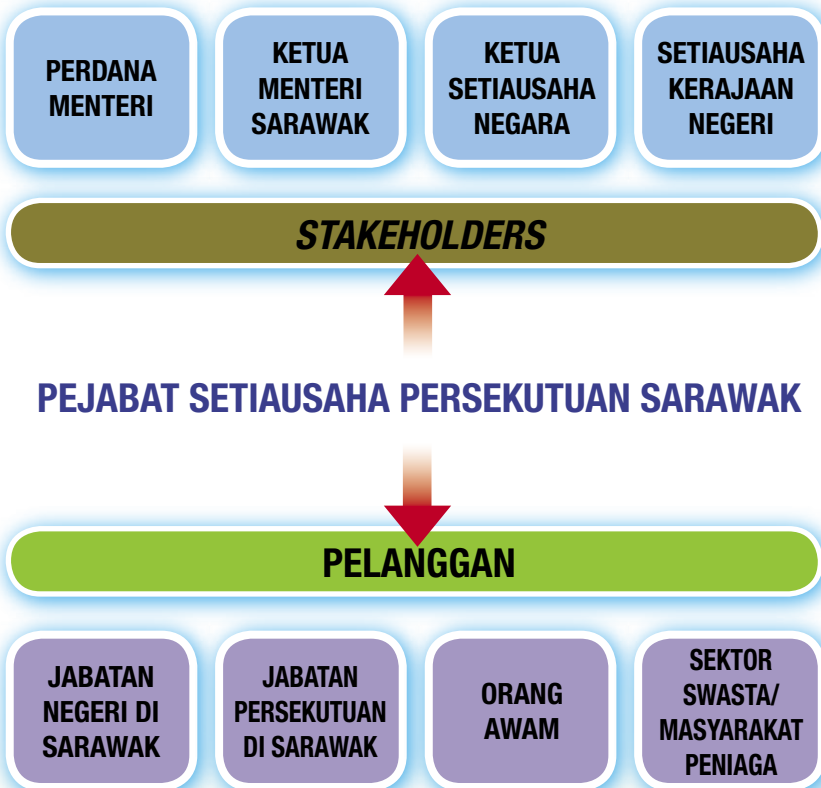 PERDANA
MENTERI
KETUA
MENTERI
SARAWAK
KETUA
SETIAUSAHA
NEGARA
SETIAUSAHA
KERAJAAN
NEGERI
STAKEHOLDERS
PEJABAT SETIAUSAHA PERSEKUTUAN SARAWAK
PELANGGAN
JABATAN
NEGERI DI
SARAWAK
JABATAN
PERSEKUTUAN
DI SARAWAK
ORANG
AWAM
SEKTOR
SWASTA/
MASYARAKAT
PENIAGA